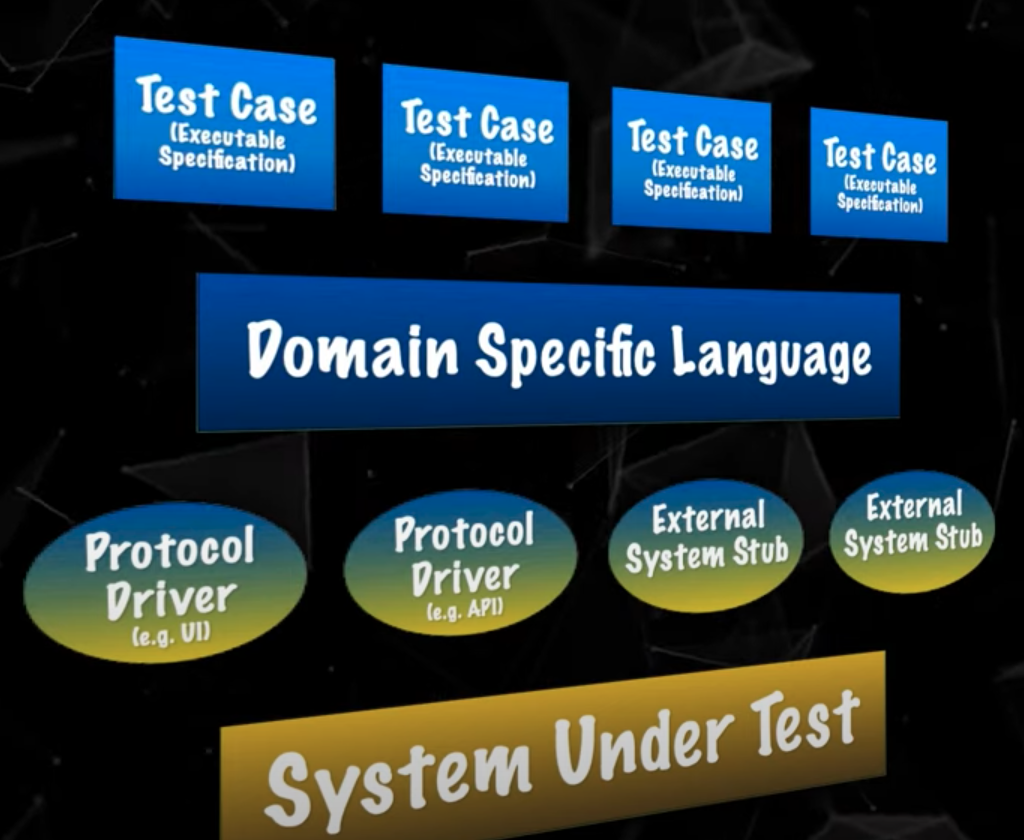 Test Case
(Executable
Specification)
Test Case
(Executable
Specification)
Test Case
(Executable
Specification)
Test Case
(Executable
Specification)
Domain Specific Language
Protocol
Driver
(e.g. UI)
Protocol
Driver
(e.g. API)
External
System Stub
External
System Stub
System Under Test